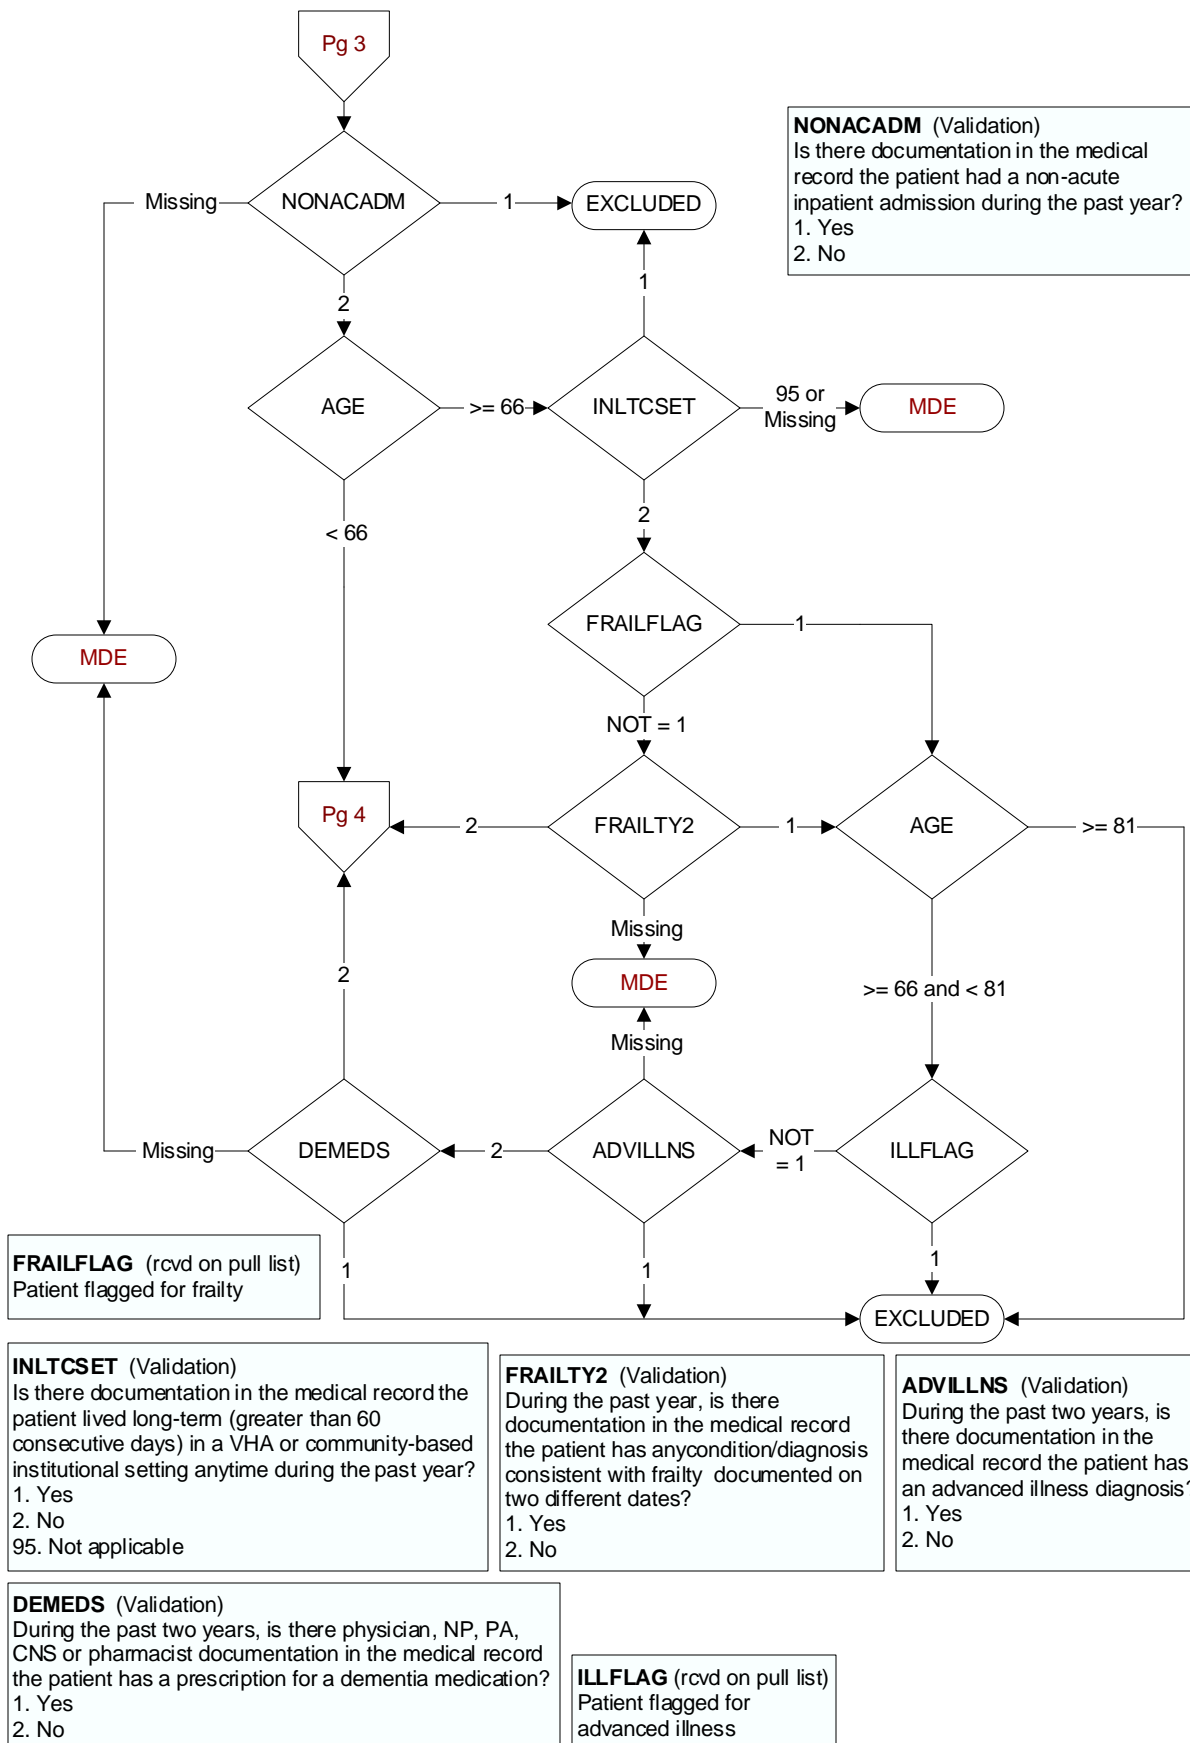 Pg 3
NONACADM (Validation)
Is there documentation in the medical
record the patient had a non-acute
inpatient admission during the past year?
1. Yes
2. No
Missing
NONACADM
1
EXCLUDED
2
1
AGE
>= 66
INLTCSET
95 or
Missing
MDE
< 66
2
FRAILFLAG
1
MDE
NOT = 1
Pg 4
2
FRAILTY2
1
AGE
>= 81
Missing
MDE
2
>= 66 and < 81
Missing
Missing
DEMEDS
2
ADVILLNS
NOT
= 1
ILLFLAG
1
1
1
EXCLUDED
FRAILFLAG (rcvd on pull list)
Patient flagged for frailty
INLTCSET (Validation)
Is there documentation in the medical record the
patient lived long-term (greater than 60
consecutive days) in a VHA or community-based
institutional setting anytime during the past year?
1. Yes
2. No
95. Not applicable
FRAILTY2 (Validation)
During the past year, is there
documentation in the medical record
the patient has anycondition/diagnosis
consistent with frailty documented on
two different dates?
1. Yes
2. No
ADVILLNS (Validation)
During the past two years, is
there documentation in the
medical record the patient has
an advanced illness diagnosis?
1. Yes
2. No
DEMEDS (Validation)
During the past two years, is there physician, NP, PA,
CNS or pharmacist documentation in the medical record
the patient has a prescription for a dementia medication?
1. Yes
2. No
ILLFLAG (rcvd on pull list)
Patient flagged for
advanced illness